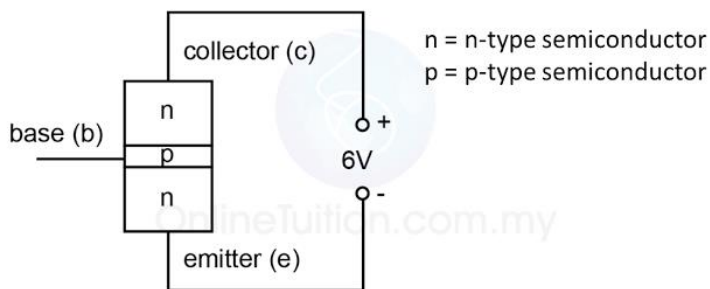 collector (c)
n = n-type semiconductor
p = p-type semiconductor
n
base (b)
p
+
6V
n
-
OnlineTuition.com.my
emitter (e)